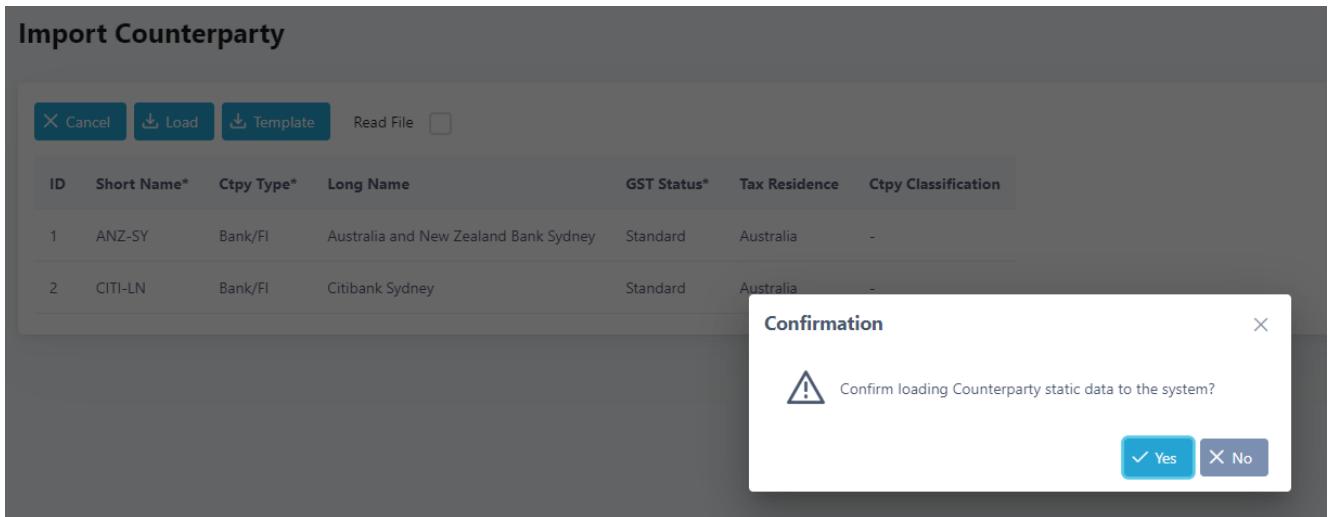 Import Counterparty
Cancel Load Template Read File
ID Short Name* Ctpy Type* Long Name GST Status* Tax Residence Ctpy Classification
1 ANZ-SY Bank/FI Australia and New Zealand Bank Sydney Standard Australia -
2 CITI-LN Bank/FI Citibank Sydney Standard Australia -
Confirmation
Confirm loading Counterparty static data to the system?
Yes No